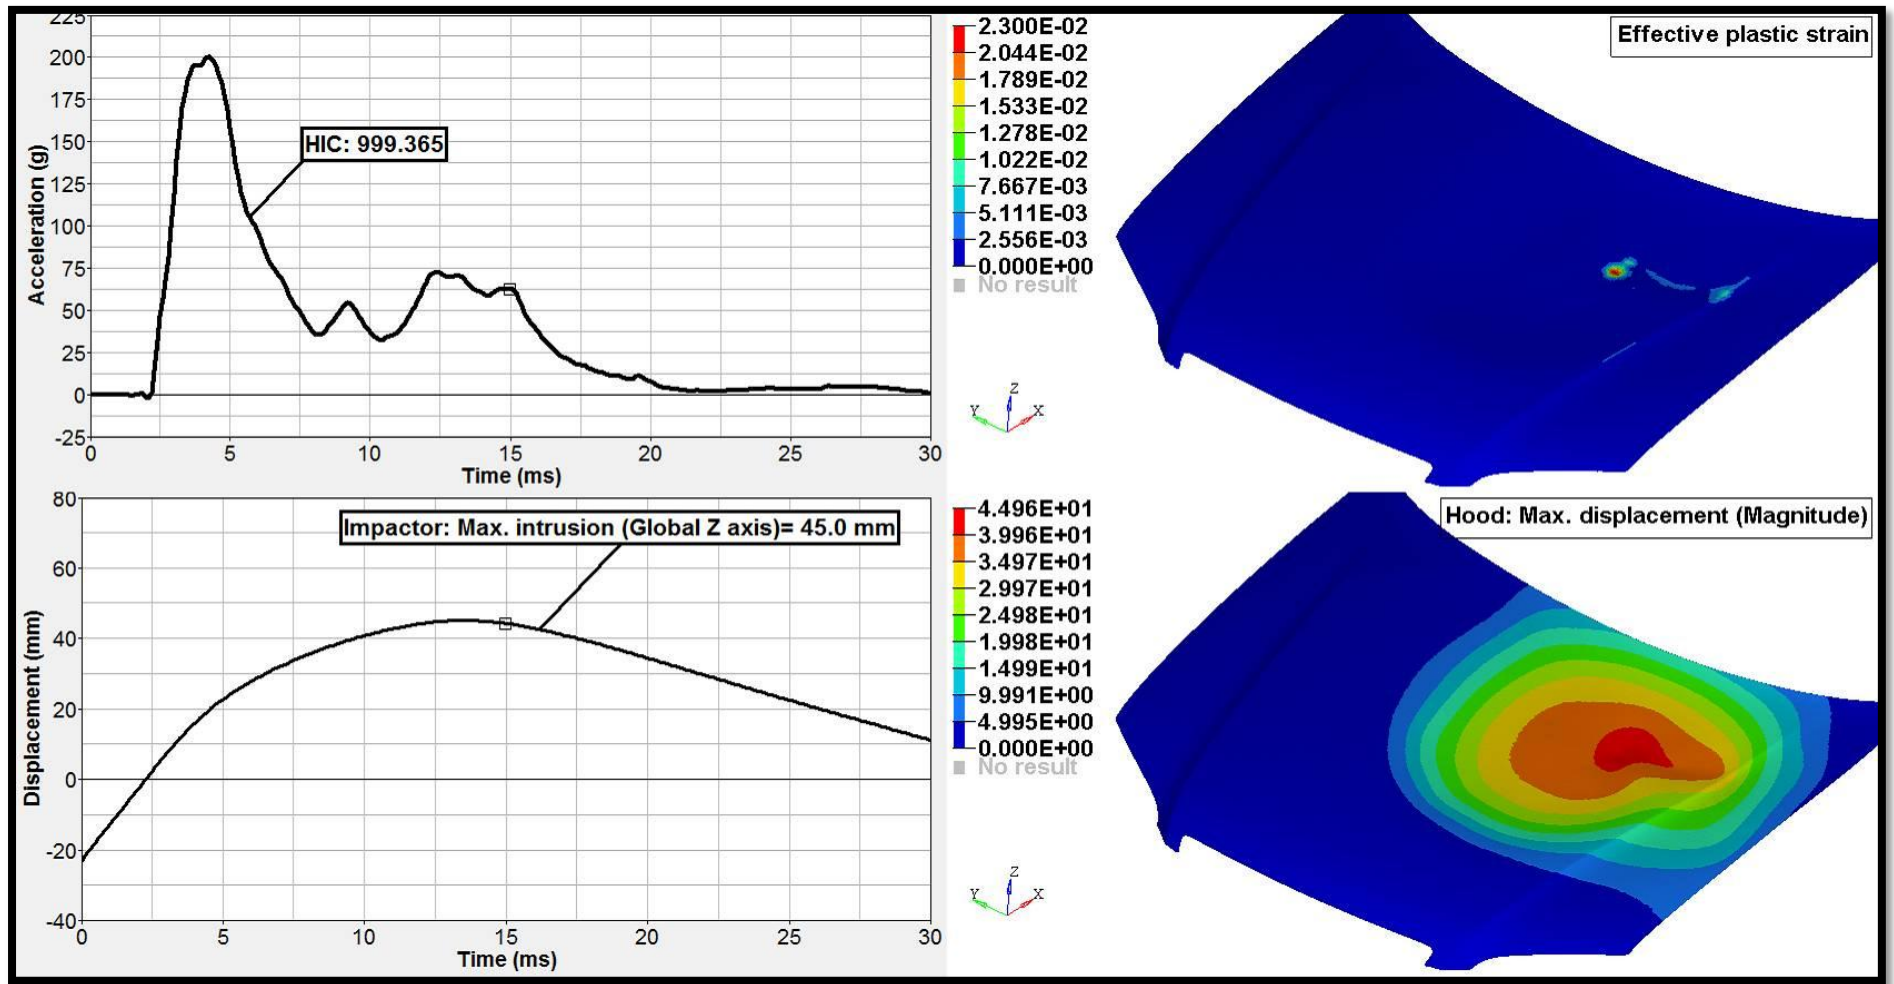 225
200
175
150
125
100
75
50
25
0
-25
Acceleration (g)
HIC: 999.365
0 5 10 15 20 25 30
Time (ms)
2.300E-02
2.044E-02
1.789E-02
1.533E-02
1.278E-02
1.022E-02
7.667E-03
5.111E-03
2.556E-03
0.000E+00
No result
Effective plastic strain
Z
Y
X
80
60
40
20
0
-20
-40
Displacement (mm)
Impactor: Max. intrusion (Global Z axis)= 45.0 mm
0 5 10 15 20 25 30
Time (ms)
4.496E+01
3.996E+01
3.497E+01
2.997E+01
2.498E+01
1.998E+01
1.499E+01
9.991E+00
4.995E+00
0.000E+00
No result
Hood: Max. displacement (Magnitude)
Z
Y
X